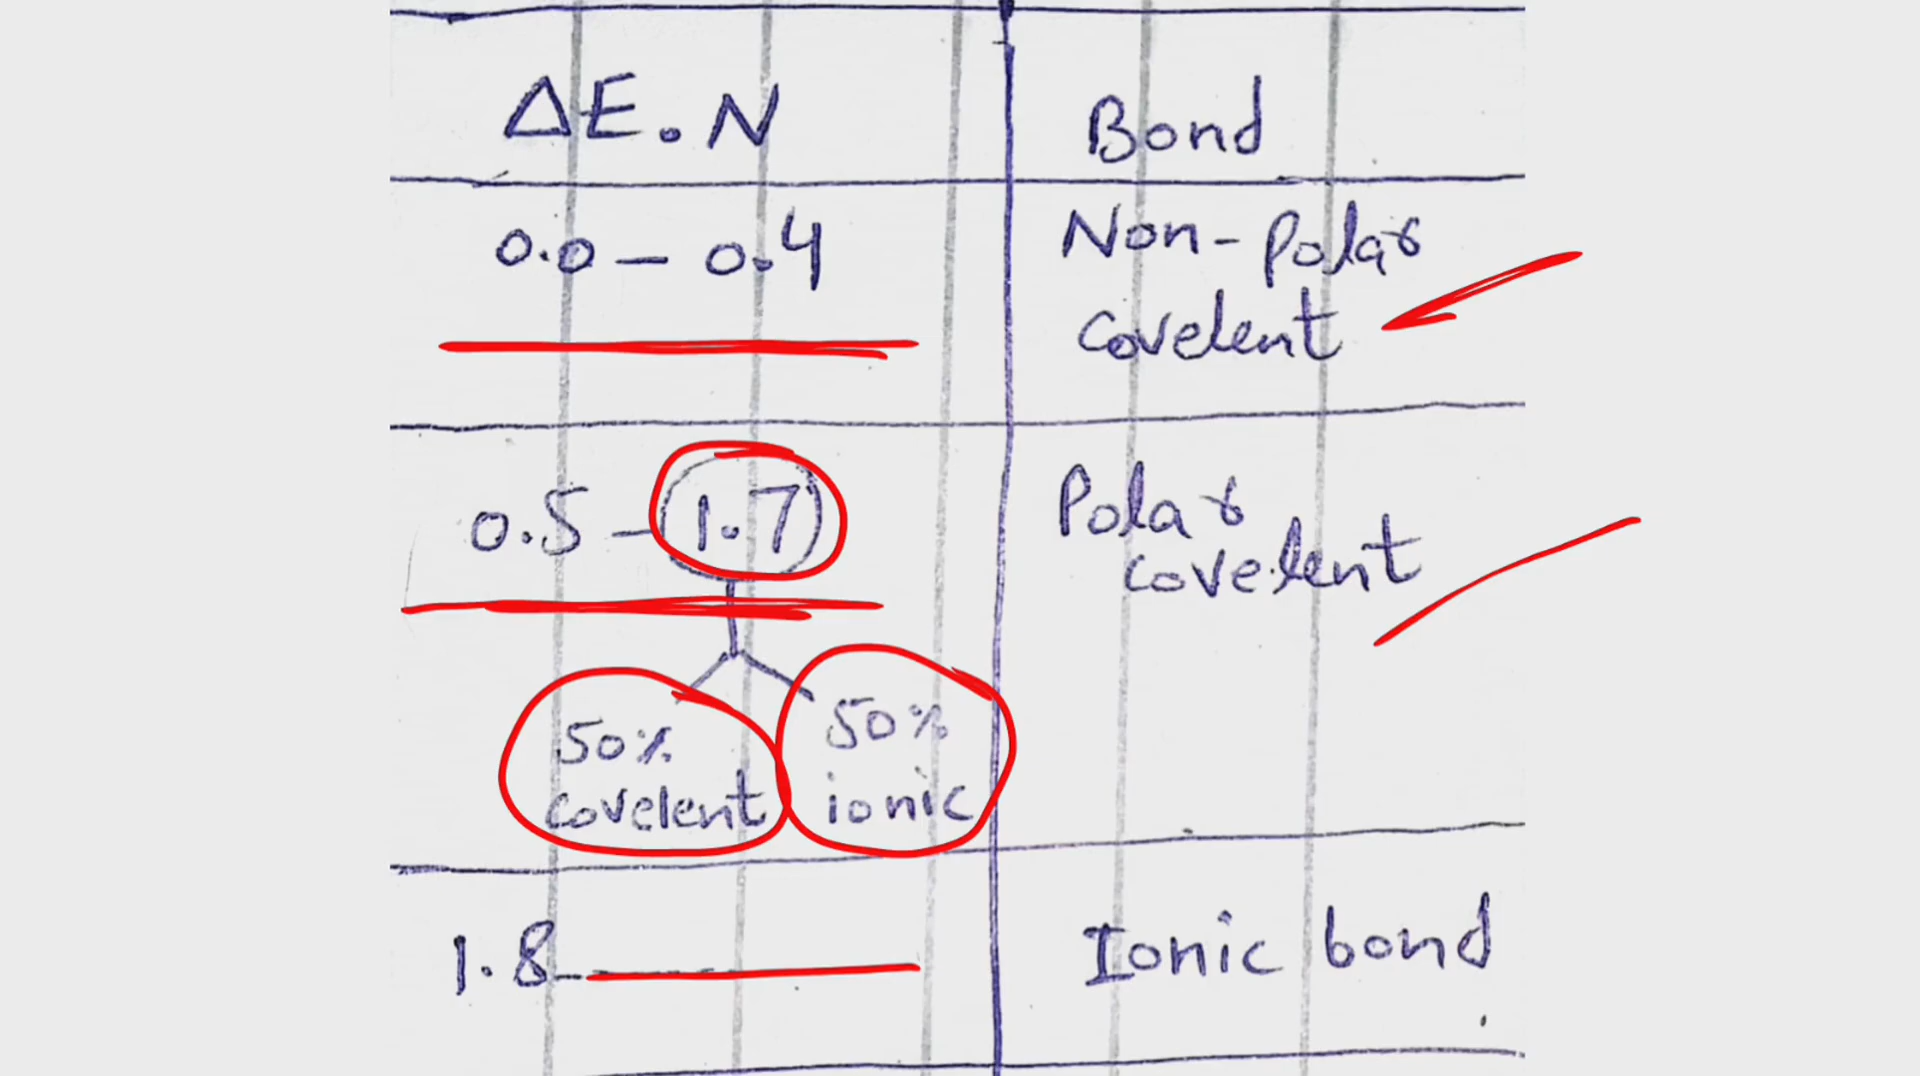 ΔE.N Bond
0.0 – 0.4 Non-Polar
covelent
0.5 – 1.7 Polar
covelent
50% 50%
covelent ionic
1.8 – Ionic bond